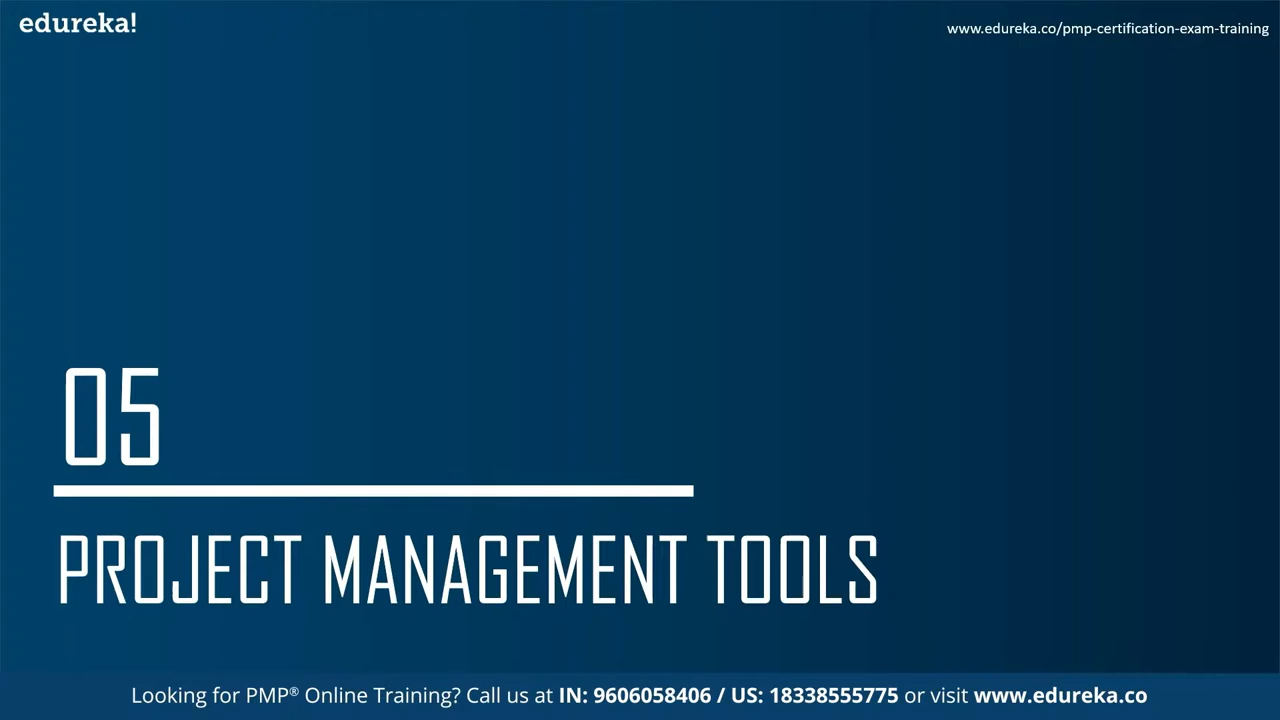 edureka!
www.edureka.co/pmp-certification-exam-training
05
PROJECT MANAGEMENT TOOLS
Looking for PMP® Online Training? Call us at IN: 9606058406 / US: 18338555775 or visit www.edureka.co